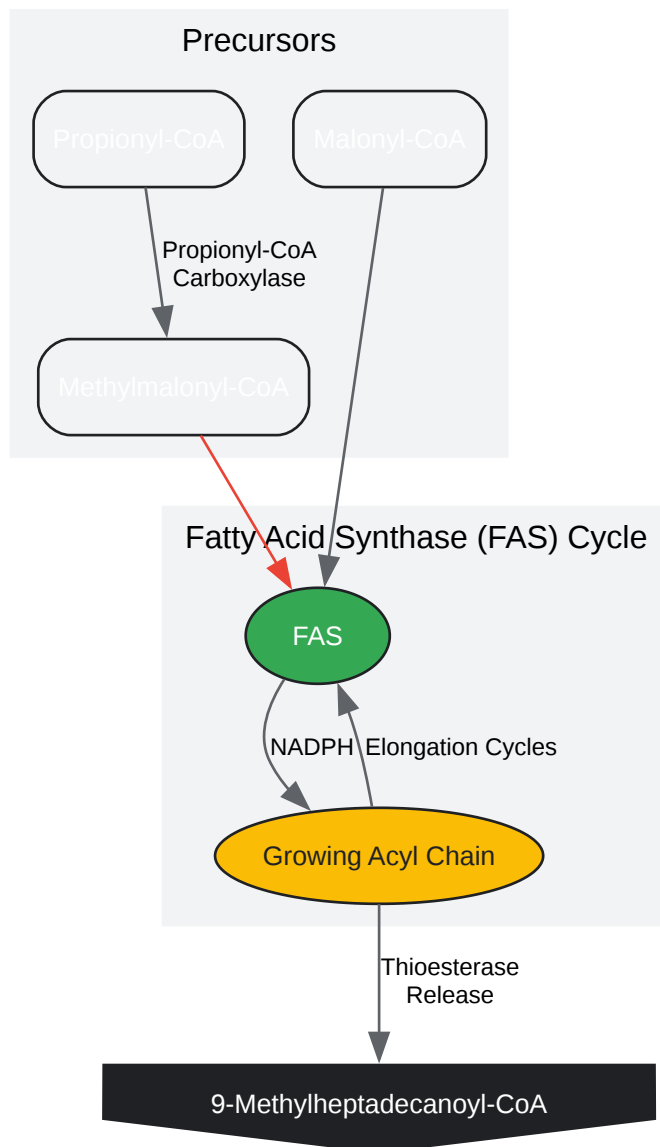 Precursors
Propionyl-CoA
Malonyl-CoA
Propionyl-CoA
Carboxylase
Methylmalonyl-CoA
Fatty Acid Synthase (FAS) Cycle
FAS
NADPH
Elongation Cycles
Growing Acyl Chain
Thioesterase
Release
9-Methylheptadecanoyl-CoA